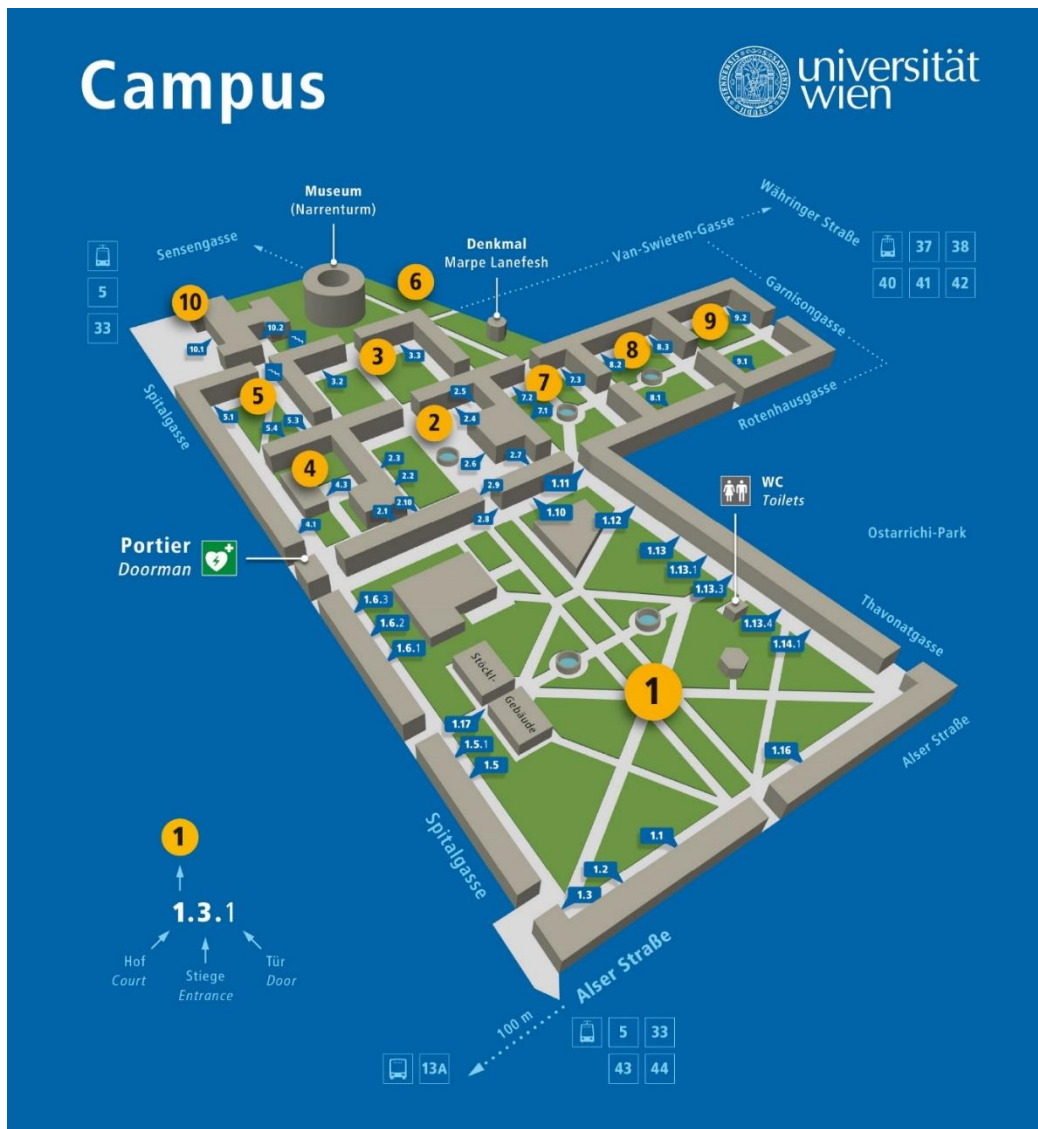 Campus
universität
wien
Museum
(Narrenturm)
Denkmal
Marpe Lanefesh
Sensengasse
Van-Swieten-Gasse
Währinger Straße
Garnisongasse
Rotenhausgasse
37
38
40
41
42
5
33
10
10.1
10.2
6
3
3.2
3.3
9
9.2
9.1
8
8.2
8.3
8.1
7
7.2
7.3
7.1
5
5.1
5.3
5.4
2
2.5
2.4
2.3
2.2
2.6
2.7
2.10
2.1
2.9
2.8
4
4.3
4.1
Spitalgasse
Portier
Doorman
1.11
1.10
1.12
1.13
1.13.1
1.13.3
1.13.4
1.14.1
WC
Toilets
Ostarrichi-Park
Thavonatgasse
1.6.3
1.6.2
1.6.1
Stöckl-
Gebäude
1
1.17
1.5.1
1.5
1.16
1.1
1.2
1.3
Alser Straße
Spitalgasse
Alser Straße
1
1.3.1
Hof
Court
Stiege
Entrance
Tür
Door
100 m
13A
5
33
43
44